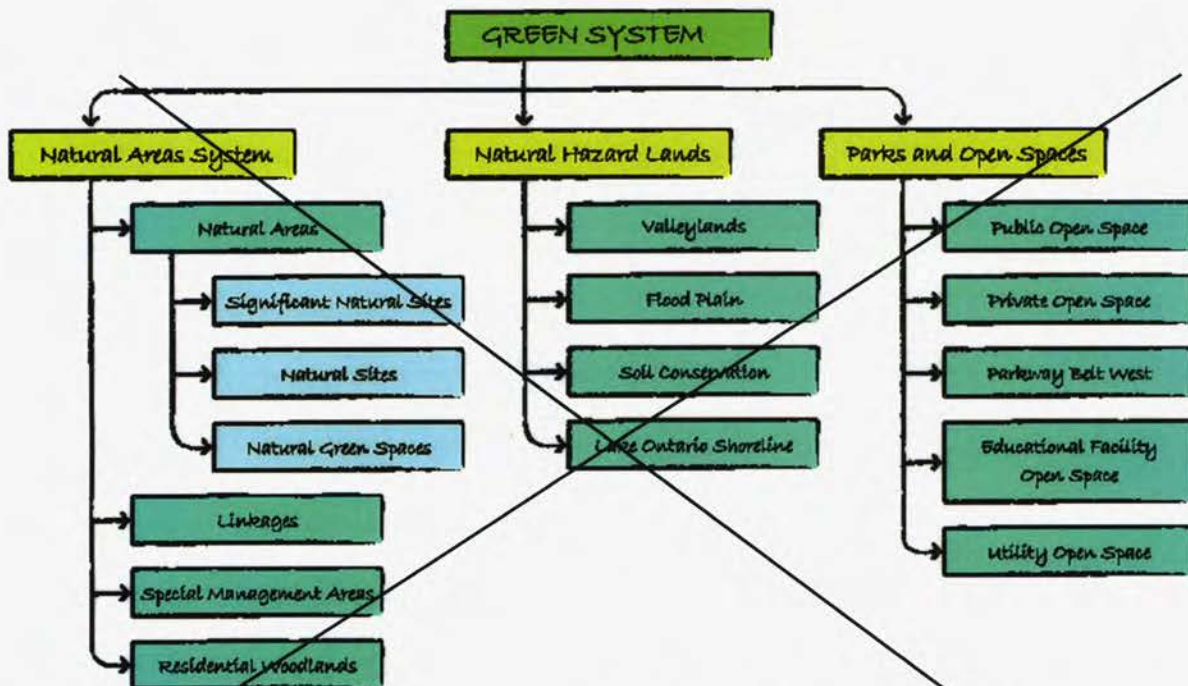 GREEN SYSTEM
Natural Areas System
Natural Areas
Significant Natural Sites
Natural Sites
Natural Green Spaces
Linkages
Special Management Areas
Residential Woodlands
Natural Hazard Lands
Valleylands
Flood Plain
Soil Conservation
Lake Ontario Shoreline
Parks and Open Spaces
Public Open Space
Private Open Space
Parkway Belt West
Educational Facility
Open Space
Utility Open Space